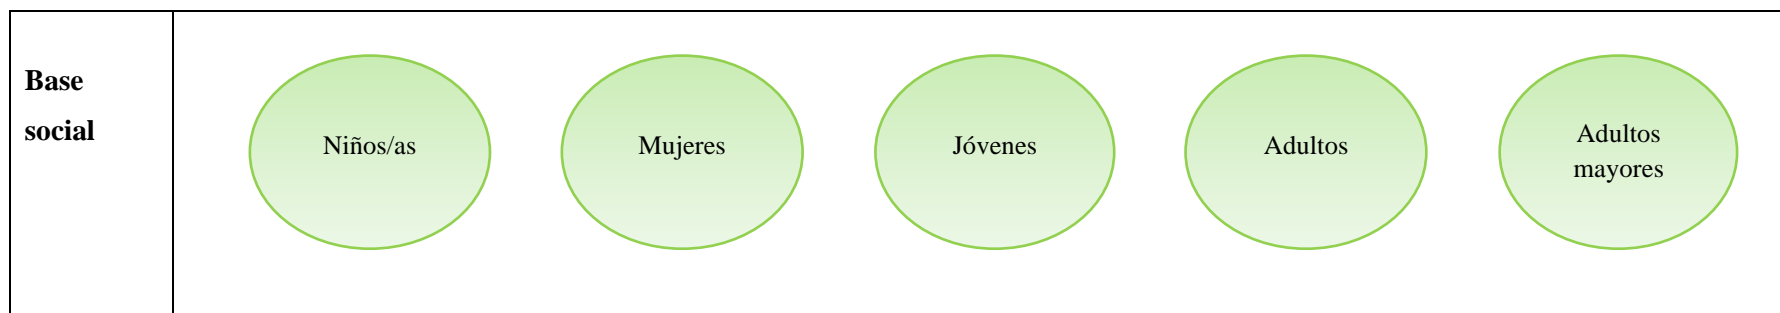 Base
social
Niños/as
Mujeres
Jóvenes
Adultos
Adultos
mayores